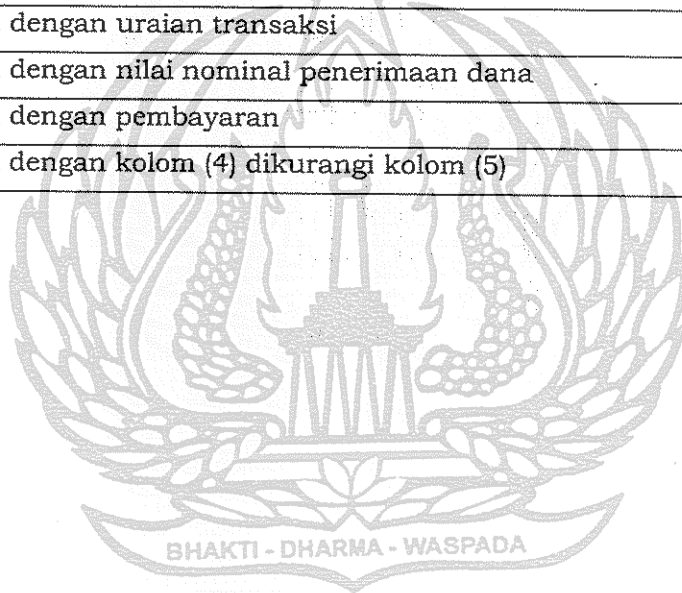 dengan uraian transaksi
dengan nilai nominal penerimaan dana
dengan pembayaran
dengan kolom (4) dikurangi kolom (5)
BHAKTI - DHARMA - WASPADA